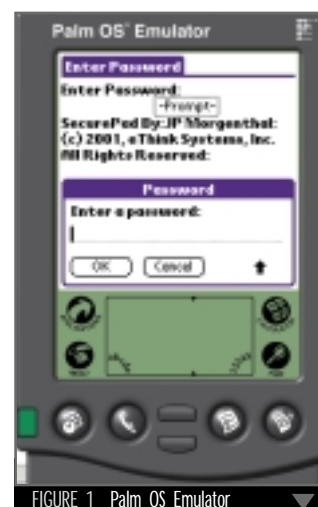 Palm OS® Emulator
Enter Password
Enter Password:
-Prompt-
SecurePad By: JP Morgenthal:
(c) 2001, eThink Systems, Inc.
All Rights Reserved:
Password
Enter a password:
OK Cancel
FIGURE 1 Palm OS Emulator